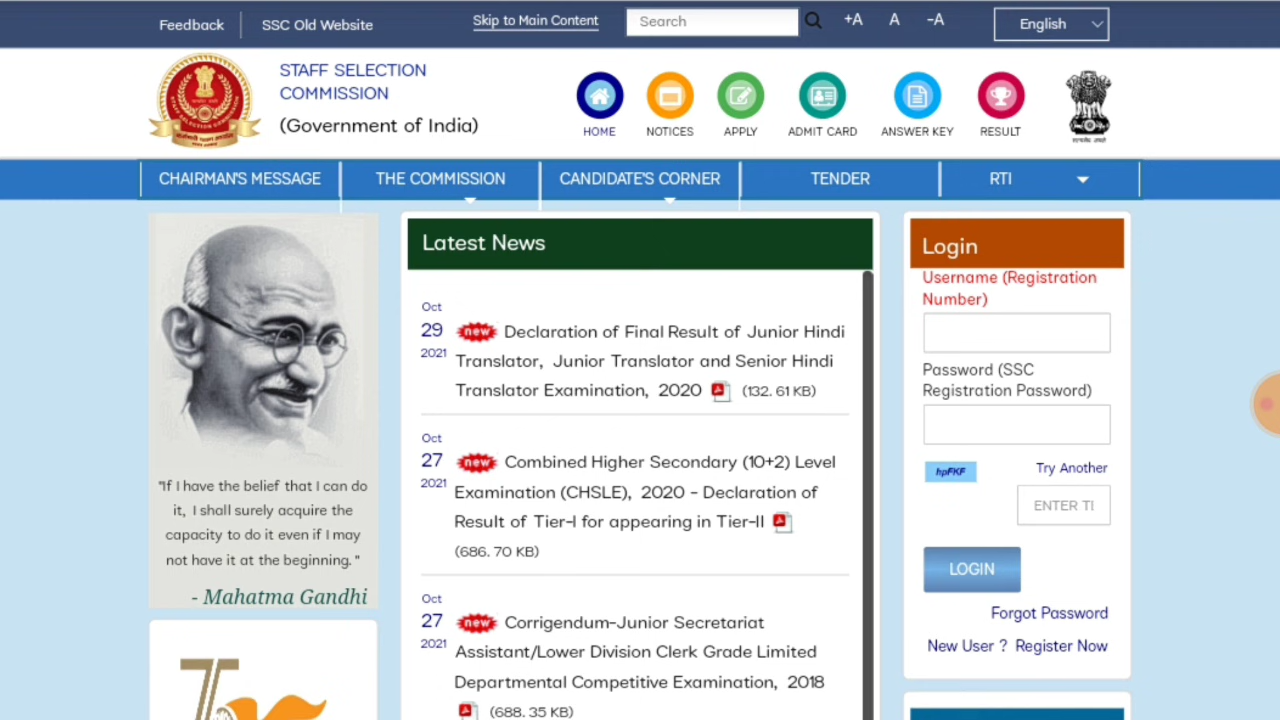 Feedback
SSC Old Website
Skip to Main Content
Search
+A
A
-A
English
STAFF SELECTION
COMMISSION
(Government of India)
HOME
NOTICES
APPLY
ADMIT CARD
ANSWER KEY
RESULT
CHAIRMAN'S MESSAGE
THE COMMISSION
CANDIDATE'S CORNER
TENDER
RTI
"If I have the belief that I can do
it, I shall surely acquire the
capacity to do it even if I may
not have it at the beginning."
- Mahatma Gandhi
75
Latest News
Oct
29
2021
new Declaration of Final Result of Junior Hindi
Translator, Junior Translator and Senior Hindi
Translator Examination, 2020 (132. 61 KB)
Oct
27
2021
new Combined Higher Secondary (10+2) Level
Examination (CHSLE), 2020 - Declaration of
Result of Tier-I for appearing in Tier-II
(686. 70 KB)
Oct
27
2021
new Corrigendum-Junior Secretariat
Assistant/Lower Division Clerk Grade Limited
Departmental Competitive Examination, 2018
(688. 35 KB)
Login
Username (Registration
Number)
Password (SSC
Registration Password)
hpFKF
Try Another
ENTER TE
LOGIN
Forgot Password
New User ? Register Now